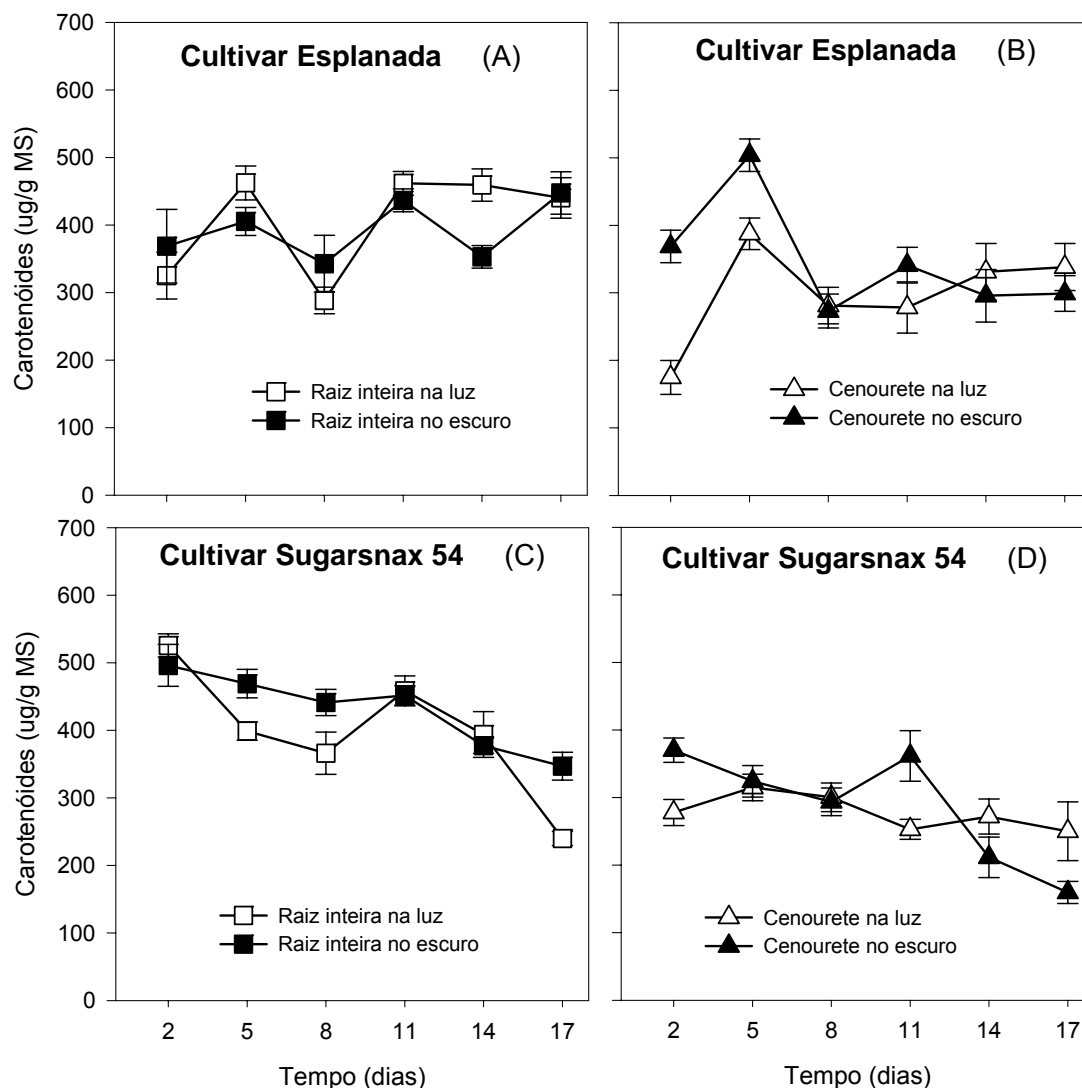 Cultivar Esplanada (A)
Carotenóides (ug/g MS)
700
600
500
400
300
200
100
0
Raiz inteira na luz
Raiz inteira no escuro
Cultivar Esplanada (B)
Cenourete na luz
Cenourete no escuro
Cultivar Sugarsnax 54 (C)
Carotenóides (ug/g MS)
700
600
500
400
300
200
100
0
Raiz inteira na luz
Raiz inteira no escuro
2 5 8 11 14 17
Tempo (dias)
Cultivar Sugarsnax 54 (D)
Cenourete na luz
Cenourete no escuro
2 5 8 11 14 17
Tempo (dias)